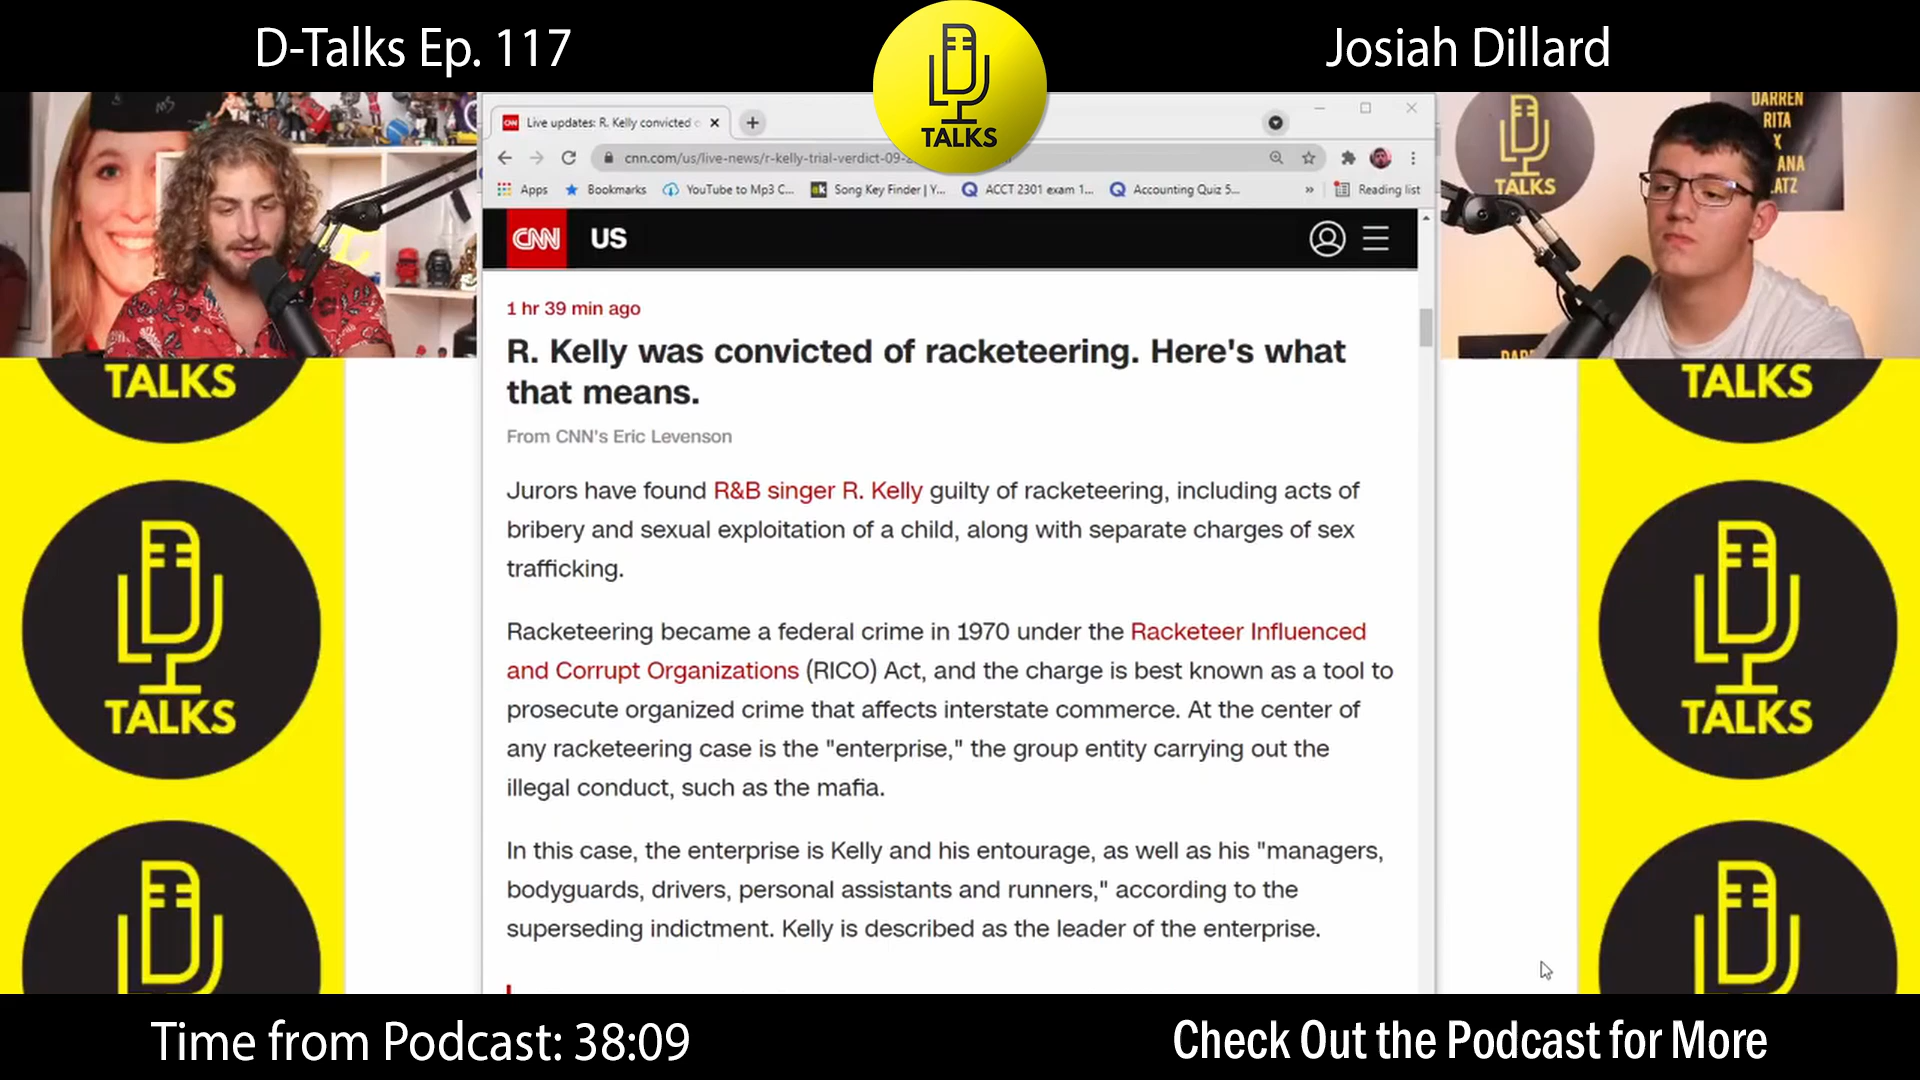 D-Talks Ep. 117
TALKS
Josiah Dillard
MS
CNN Live updates: R. Kelly convicted
cnn.com/us/live-news/r-kelly-trial-verdict-09-2
Apps Bookmarks YouTube to Mp3 C... Song Key Finder | Y... ACCT 2301 exam 1... Accounting Quiz 5... » Reading list
TALKS
DARREN
RITA
CNN US
1 hr 39 min ago
R. Kelly was convicted of racketeering. Here's what
that means.
From CNN's Eric Levenson
Jurors have found R&B singer R. Kelly guilty of racketeering, including acts of
bribery and sexual exploitation of a child, along with separate charges of sex
trafficking.
Racketeering became a federal crime in 1970 under the Racketeer Influenced
and Corrupt Organizations (RICO) Act, and the charge is best known as a tool to
prosecute organized crime that affects interstate commerce. At the center of
any racketeering case is the "enterprise," the group entity carrying out the
illegal conduct, such as the mafia.
In this case, the enterprise is Kelly and his entourage, as well as his "managers,
bodyguards, drivers, personal assistants and runners," according to the
superseding indictment. Kelly is described as the leader of the enterprise.
TALKS
TALKS
TALKS
TALKS
Time from Podcast: 38:09
Check Out the Podcast for More